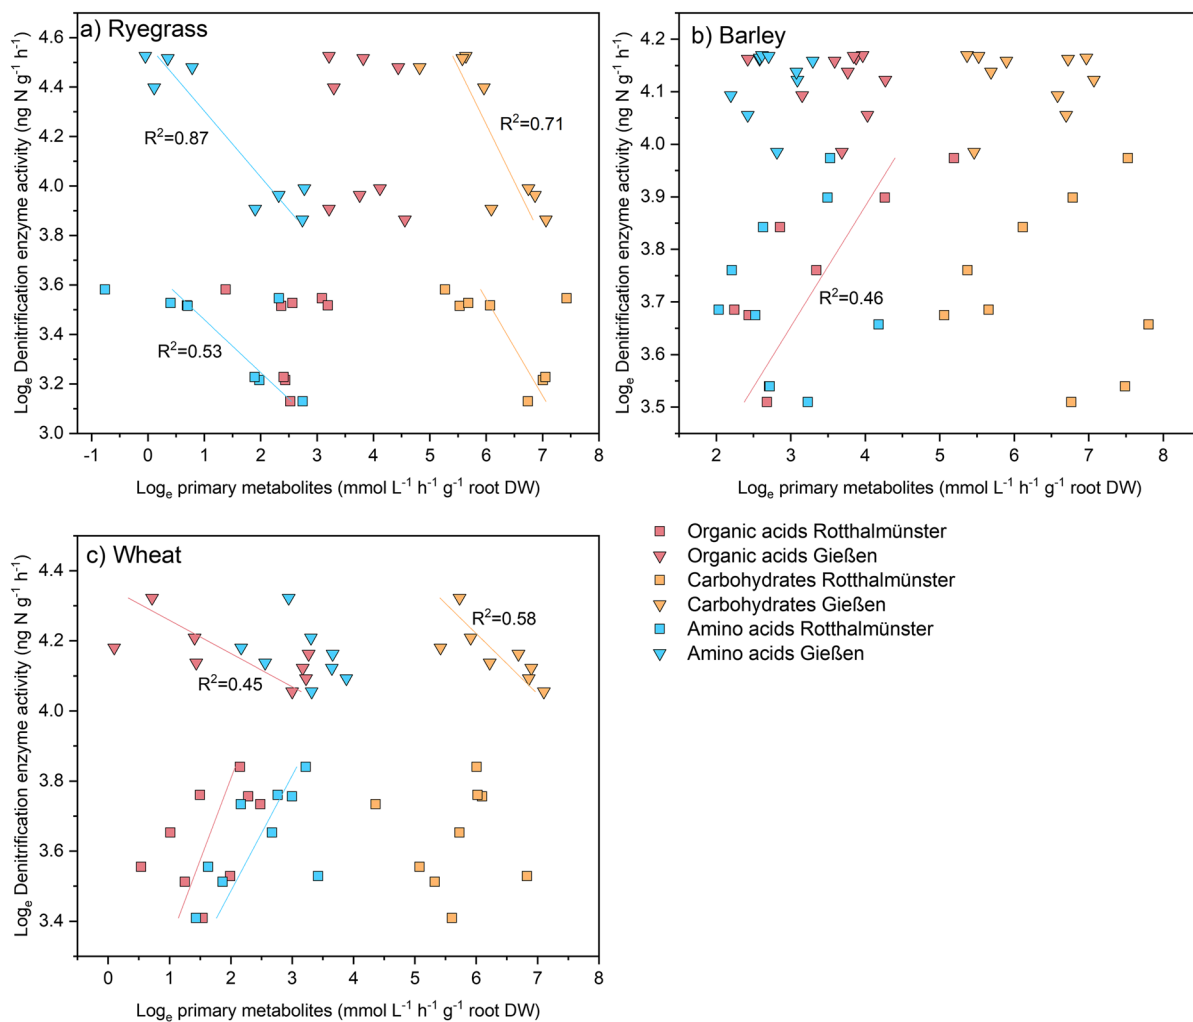 a) Ryegrass
Log_e Denitrification enzyme activity (ng N g⁻¹ h⁻¹)
4.6
4.4
4.2
4.0
3.8
3.6
3.4
3.2
3.0
R²=0.87
R²=0.71
R²=0.53
-1 0 1 2 3 4 5 6 7 8
Log_e primary metabolites (mmol L⁻¹ h⁻¹ g⁻¹ root DW)
b) Barley
Log_e Denitrification enzyme activity (ng N g⁻¹ h⁻¹)
4.2
4.1
4.0
3.9
3.8
3.7
3.6
3.5
R²=0.46
2 3 4 5 6 7 8
Log_e primary metabolites (mmol L⁻¹ h⁻¹ g⁻¹ root DW)
c) Wheat
Log_e Denitrification enzyme activity (ng N g⁻¹ h⁻¹)
4.4
4.2
4.0
3.8
3.6
3.4
R²=0.58
R²=0.45
0 1 2 3 4 5 6 7 8
Log_e primary metabolites (mmol L⁻¹ h⁻¹ g⁻¹ root DW)
Organic acids Rotthalmünster
Organic acids Gießen
Carbohydrates Rotthalmünster
Carbohydrates Gießen
Amino acids Rotthalmünster
Amino acids Gießen